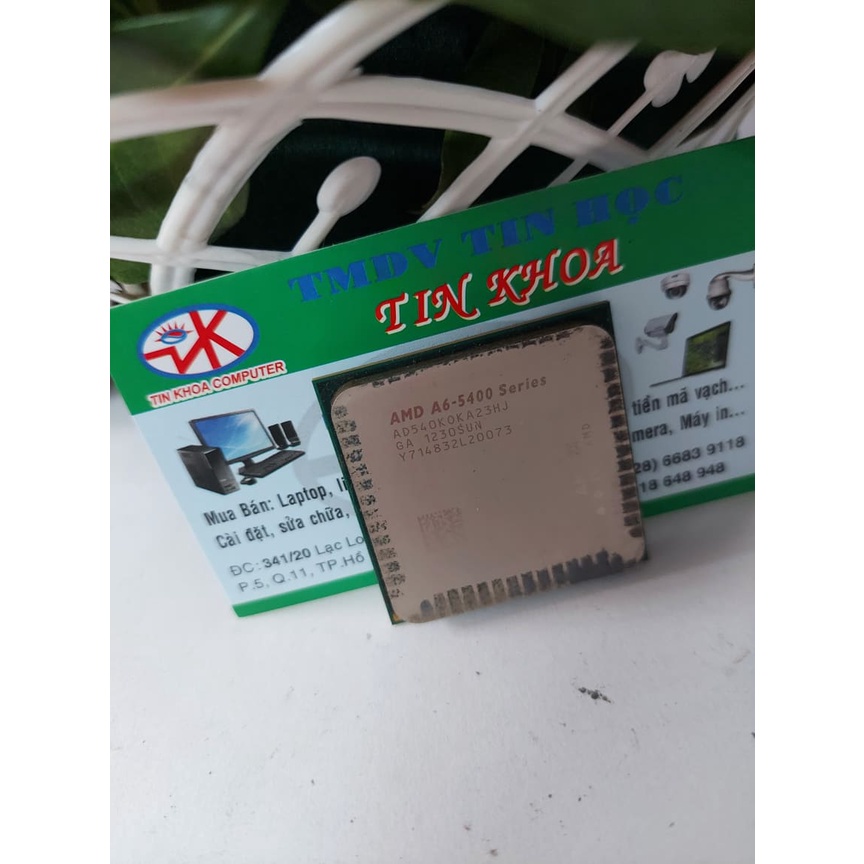 TMDV TIN HỌC
TIN KHOA
TIN KHOA COMPUTER
AMD A6-5400 Series
AD540KOKA23HJ
GA 1230SUN
Y714832L20073
AMD
Mua Bán: Laptop,
Cài đặt, sửa chữa,
ĐC: 341/20 Lạc
P.5, Q.11, TP.Hồ
tiền mã vạch...
mera, Máy in...
28) 6683 9118
18 648 948